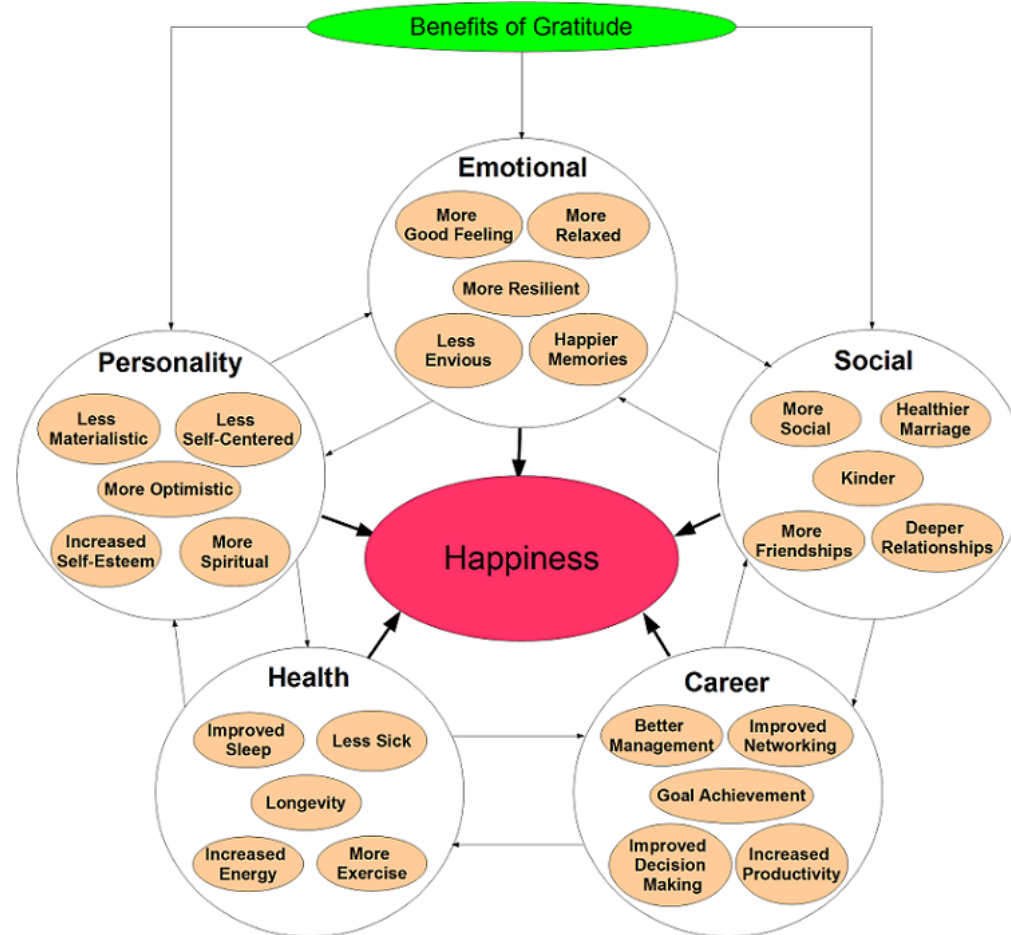 Benefits of Gratitude
Emotional
More
Good Feeling
More
Relaxed
More Resilient
Less
Envious
Happier
Memories
Personality
Less
Materialistic
Less
Self-Centered
More Optimistic
Increased
Self-Esteem
More
Spiritual
Social
More
Social
Healthier
Marriage
Kinder
More
Friendships
Deeper
Relationships
Happiness
Health
Improved
Sleep
Less Sick
Longevity
Increased
Energy
More
Exercise
Career
Better
Management
Improved
Networking
Goal Achievement
Improved
Decision
Making
Increased
Productivity